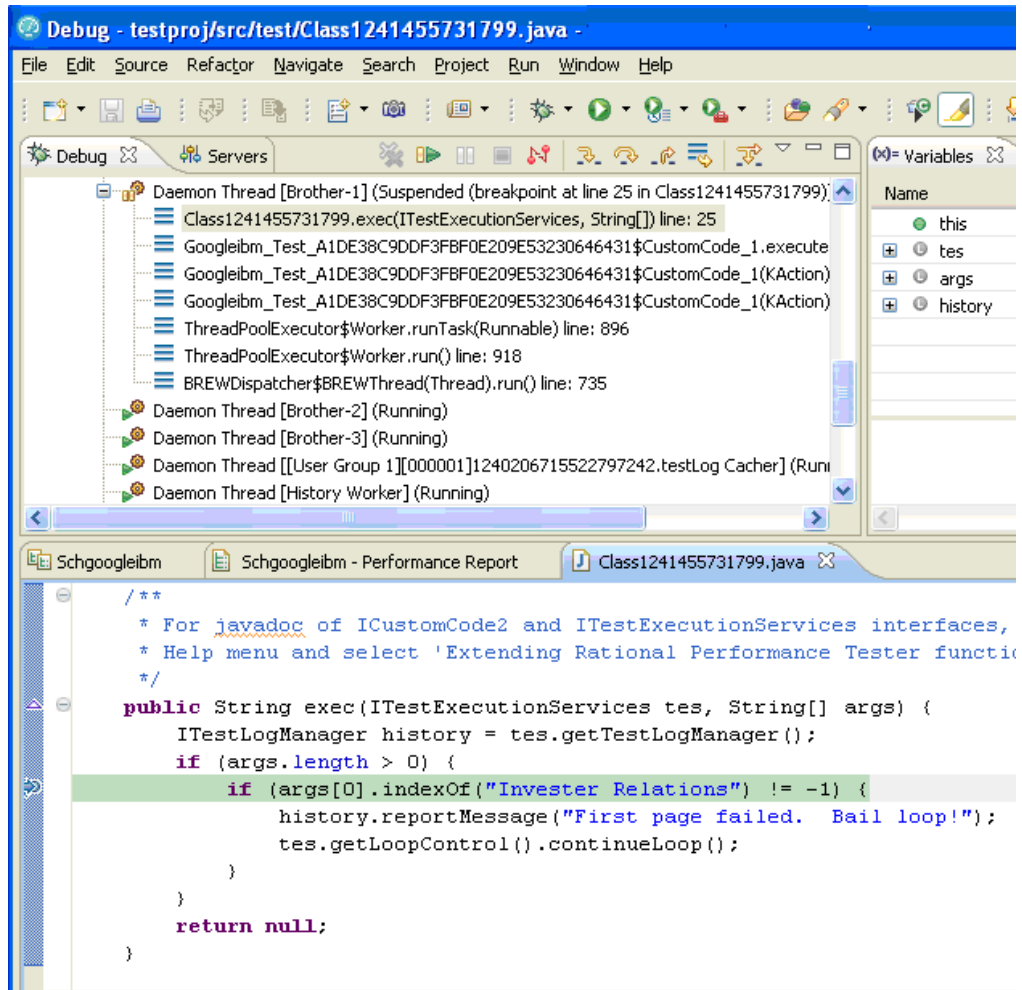 Debug - testproj/src/test/Class1241455731799.java -
File Edit Source Refactor Navigate Search Project Run Window Help
Debug Servers
Daemon Thread [Brother-1] (Suspended (breakpoint at line 25 in Class1241455731799)
Class1241455731799.exec(ITestExecutionServices, String[]) line: 25
Googleibm_Test_A1DE38C9DDF3FBF0E209E53230646431$CustomCode_1.execute
Googleibm_Test_A1DE38C9DDF3FBF0E209E53230646431$CustomCode_1(KAction)
Googleibm_Test_A1DE38C9DDF3FBF0E209E53230646431$CustomCode_1(KAction)
ThreadPoolExecutor$Worker.runTask(Runnable) line: 896
ThreadPoolExecutor$Worker.run() line: 918
BREWDispatcher$BREWThread(Thread).run() line: 735
Daemon Thread [Brother-2] (Running)
Daemon Thread [Brother-3] (Running)
Daemon Thread [[User Group 1][000001]1240206715522797242.testLog Cacher] (Runn
Daemon Thread [History Worker] (Running)
(x)= Variables
Name
this
tes
args
history
Schgoogleibm Schgoogleibm - Performance Report Class1241455731799.java
/**
* For javadoc of ICustomCode2 and ITestExecutionServices interfaces,
* Help menu and select 'Extending Rational Performance Tester functio
*/
public String exec(ITestExecutionServices tes, String[] args) {
ITestLogManager history = tes.getTestLogManager();
if (args.length > 0) {
if (args[0].indexOf("Invester Relations") != -1) {
history.reportMessage("First page failed.  Bail loop!");
tes.getLoopControl().continueLoop();
}
}
return null;
}